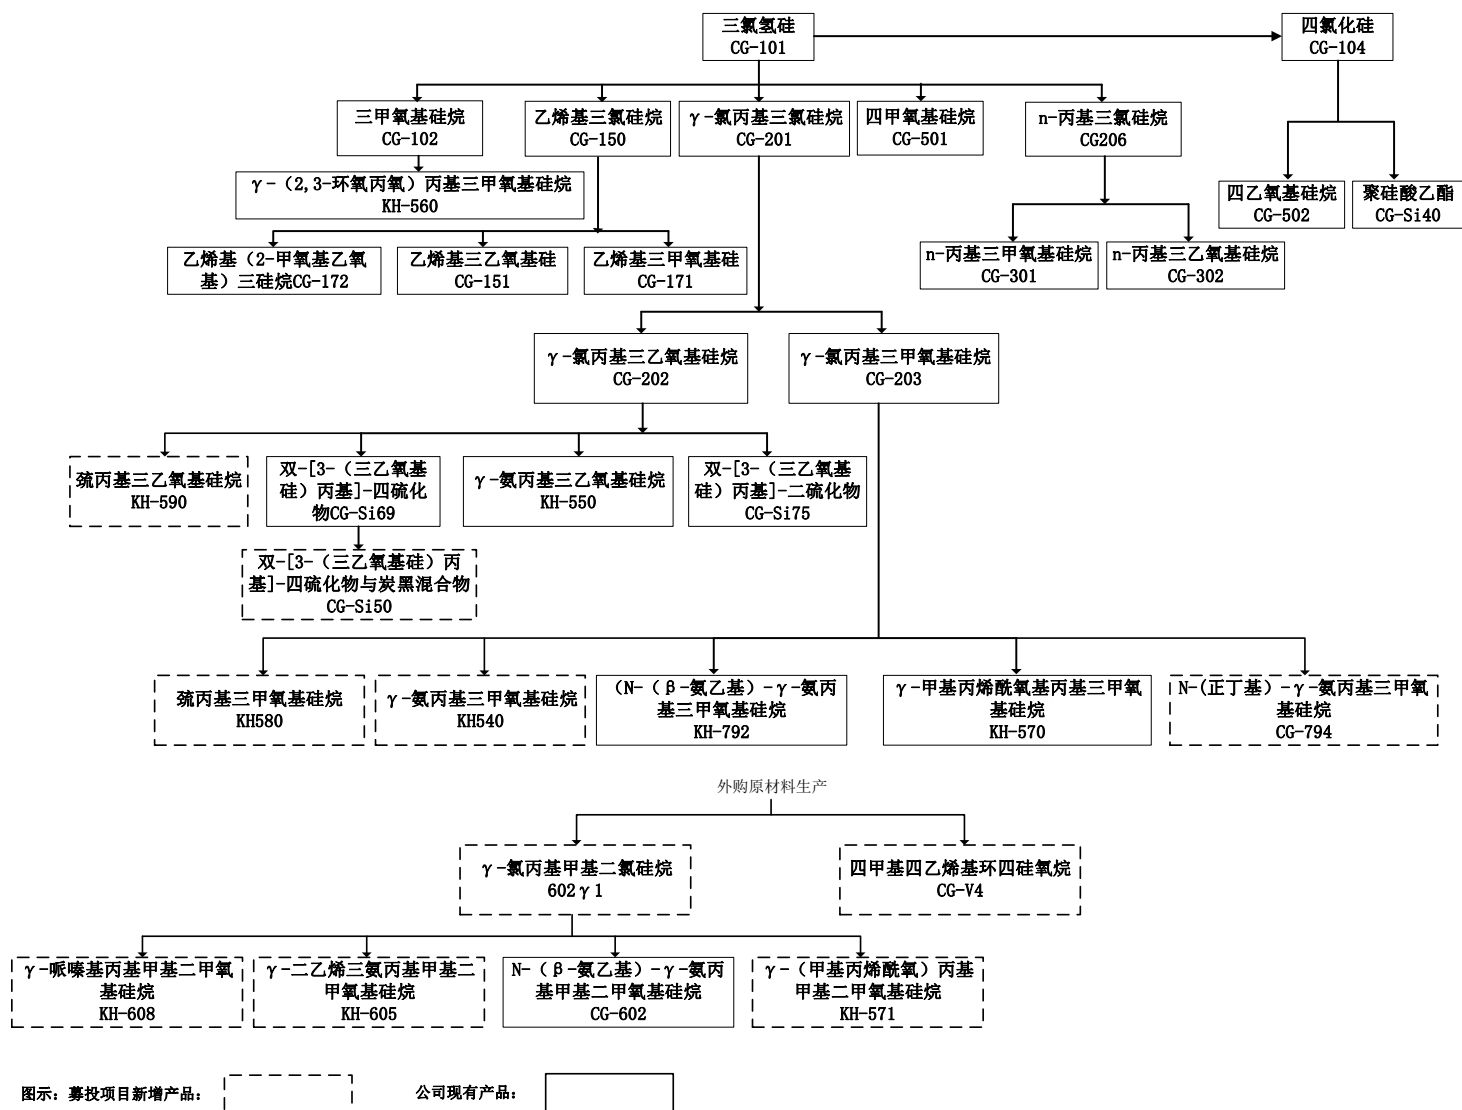 三氯氢硅
CG-101
四氯化硅
CG-104
三甲氧基硅烷
CG-102
乙烯基三氯硅烷
CG-150
γ-氯丙基三氯硅烷
CG-201
四甲氧基硅烷
CG-501
n-丙基三氯硅烷
CG206
γ-（2,3-环氧丙氧）丙基三甲氧基硅烷
KH-560
四乙氧基硅烷
CG-502
聚硅酸乙酯
CG-Si40
乙烯基（2-甲氧基乙氧
基）三硅烷CG-172
乙烯基三乙氧基硅
CG-151
乙烯基三甲氧基硅
CG-171
n-丙基三甲氧基硅烷
CG-301
n-丙基三乙氧基硅烷
CG-302
γ-氯丙基三乙氧基硅烷
CG-202
γ-氯丙基三甲氧基硅烷
CG-203
巯丙基三乙氧基硅烷
KH-590
双-[3-（三乙氧基
硅）丙基]-四硫化
物CG-Si69
γ-氨丙基三乙氧基硅烷
KH-550
双-[3-（三乙氧基
硅）丙基]-二硫化物
CG-Si75
双-[3-（三乙氧基硅）丙
基]-四硫化物与炭黑混合物
CG-Si50
巯丙基三甲氧基硅烷
KH580
γ-氨丙基三甲氧基硅烷
KH540
（N-（β-氨乙基）-γ-氨丙
基三甲氧基硅烷
KH-792
γ-甲基丙烯酰氧基丙基三甲氧
基硅烷
KH-570
N-(正丁基）-γ-氨丙基三甲氧
基硅烷
CG-794
外购原材料生产
γ-氯丙基甲基二氯硅烷
602γ1
四甲基四乙烯基环四硅氧烷
CG-V4
γ-哌嗪基丙基甲基二甲氧
基硅烷
KH-608
γ-二乙烯三氨丙基甲基二
甲氧基硅烷
KH-605
N-（β-氨乙基）-γ-氨丙
基甲基二甲氧基硅烷
CG-602
γ-（甲基丙烯酰氧）丙基
甲基二甲氧基硅烷
KH-571
图示：募投项目新增产品：
公司现有产品：